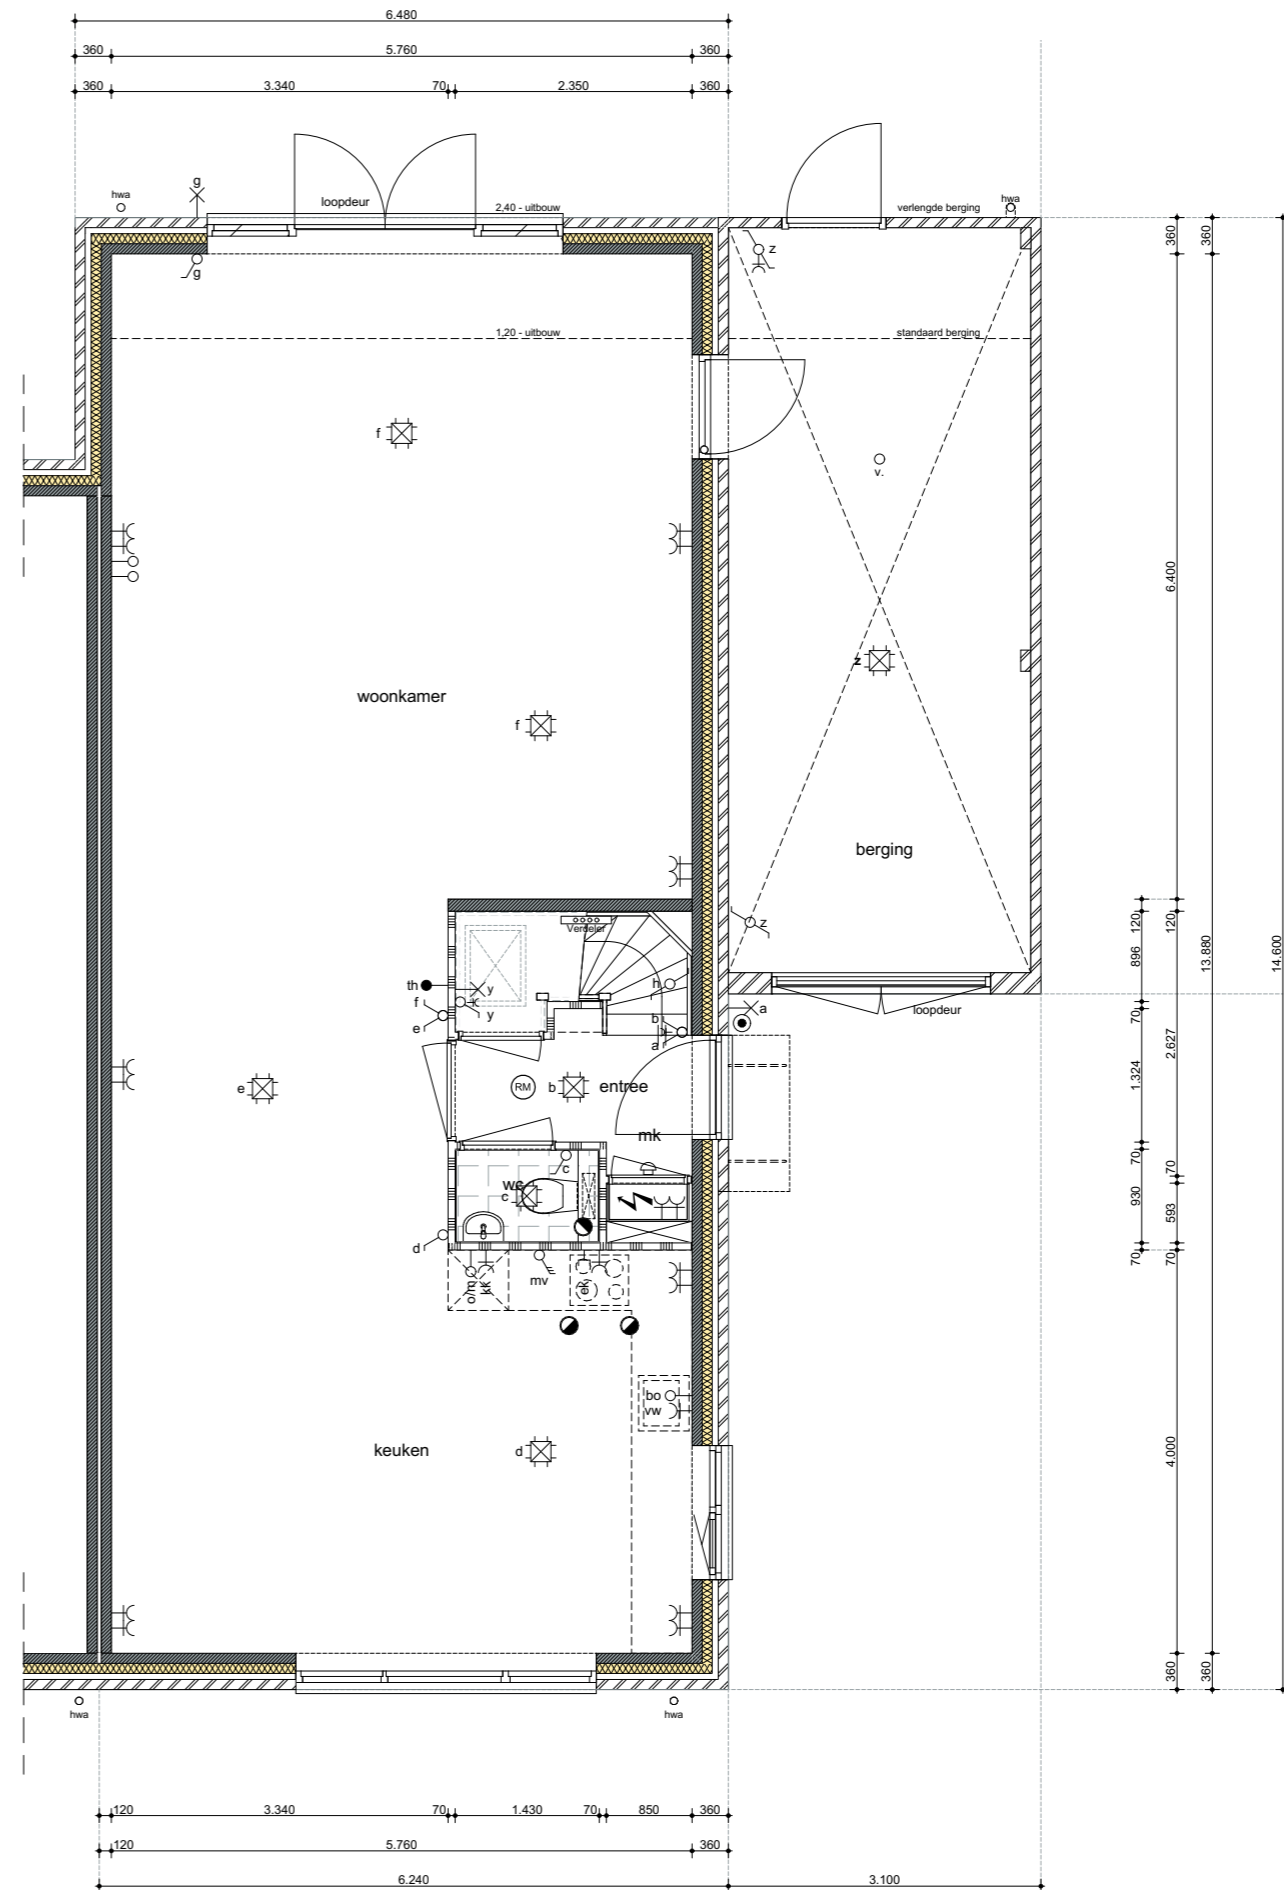 6.480
360 5.760 360
360 3.340 70 2.350 360
g
hwa
loopdeur
2,40 - uitbouw
verlengde berging
hwa
g
z
1,20 - uitbouw
standaard berging
f
v.
woonkamer
f
z
berging
Verdeler
z
th
y
h
f
y
e
b
a
a
loopdeur
e
RM
b
entree
mk
c
wc
c
d
o/m
kk
mv
ek
bo
vw
keuken
d
hwa
hwa
360
6.400
120
2.627
70
593
70
4.000
360
120
896
70
1.324
70
930
70
360
13.880
360
14.600
120 3.340 70 1.430 70 850 360
120 5.760 360
6.240 3.100